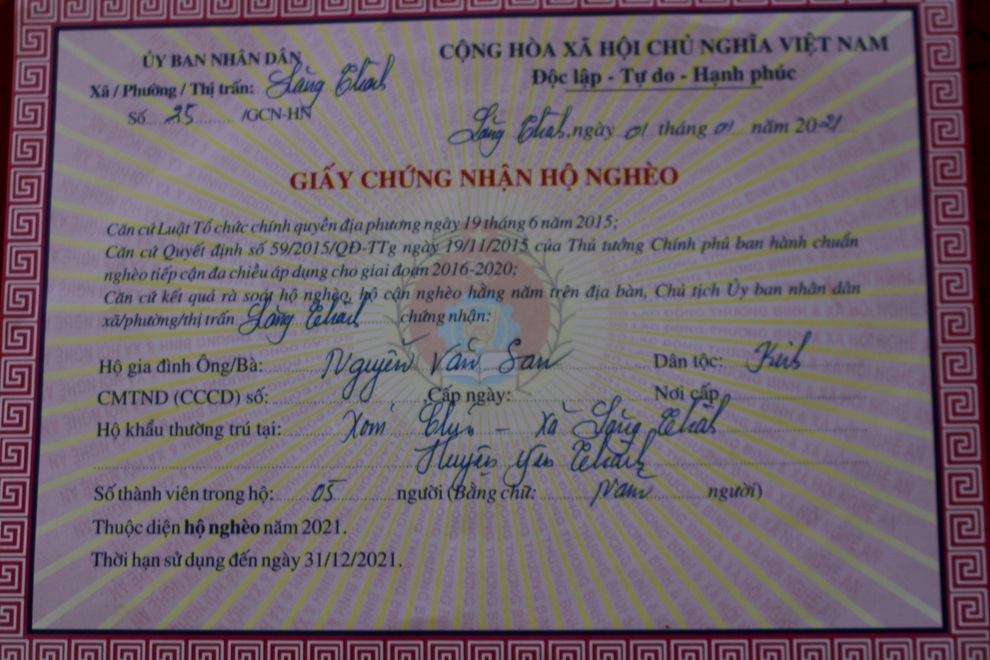 ỦY BAN NHÂN DÂN
Xã / Phường / Thị trấn: Lăng Thành
Số 25 /GCN-HN
CỘNG HÒA XÃ HỘI CHỦ NGHĨA VIỆT NAM
Độc lập - Tự do - Hạnh phúc
Lăng Thành, ngày 01 tháng 01 năm 2021
GIẤY CHỨNG NHẬN HỘ NGHÈO
Căn cứ Luật Tổ chức chính quyền địa phương ngày 19 tháng 6 năm 2015;
Căn cứ Quyết định số 59/2015/QĐ-TTg ngày 19/11/2015 của Thủ tướng Chính phủ ban hành chuẩn
nghèo tiếp cận đa chiều áp dụng cho giai đoạn 2016-2020;
Căn cứ kết quả rà soát hộ nghèo, hộ cận nghèo hằng năm trên địa bàn, Chủ tịch Ủy ban nhân dân
xã/phường/thị trấn Lăng Thành chứng nhận:
Hộ gia đình Ông/Bà: Nguyễn Văn San Dân tộc: Kinh
CMTND (CCCD) số: Cấp ngày: Nơi cấp
Hộ khẩu thường trú tại: Xóm - Xã Lăng Thành
Huyện Yên Thành
Số thành viên trong hộ: 05 người (Bằng chữ: Năm người)
Thuộc diện hộ nghèo năm 2021.
Thời hạn sử dụng đến ngày 31/12/2021.